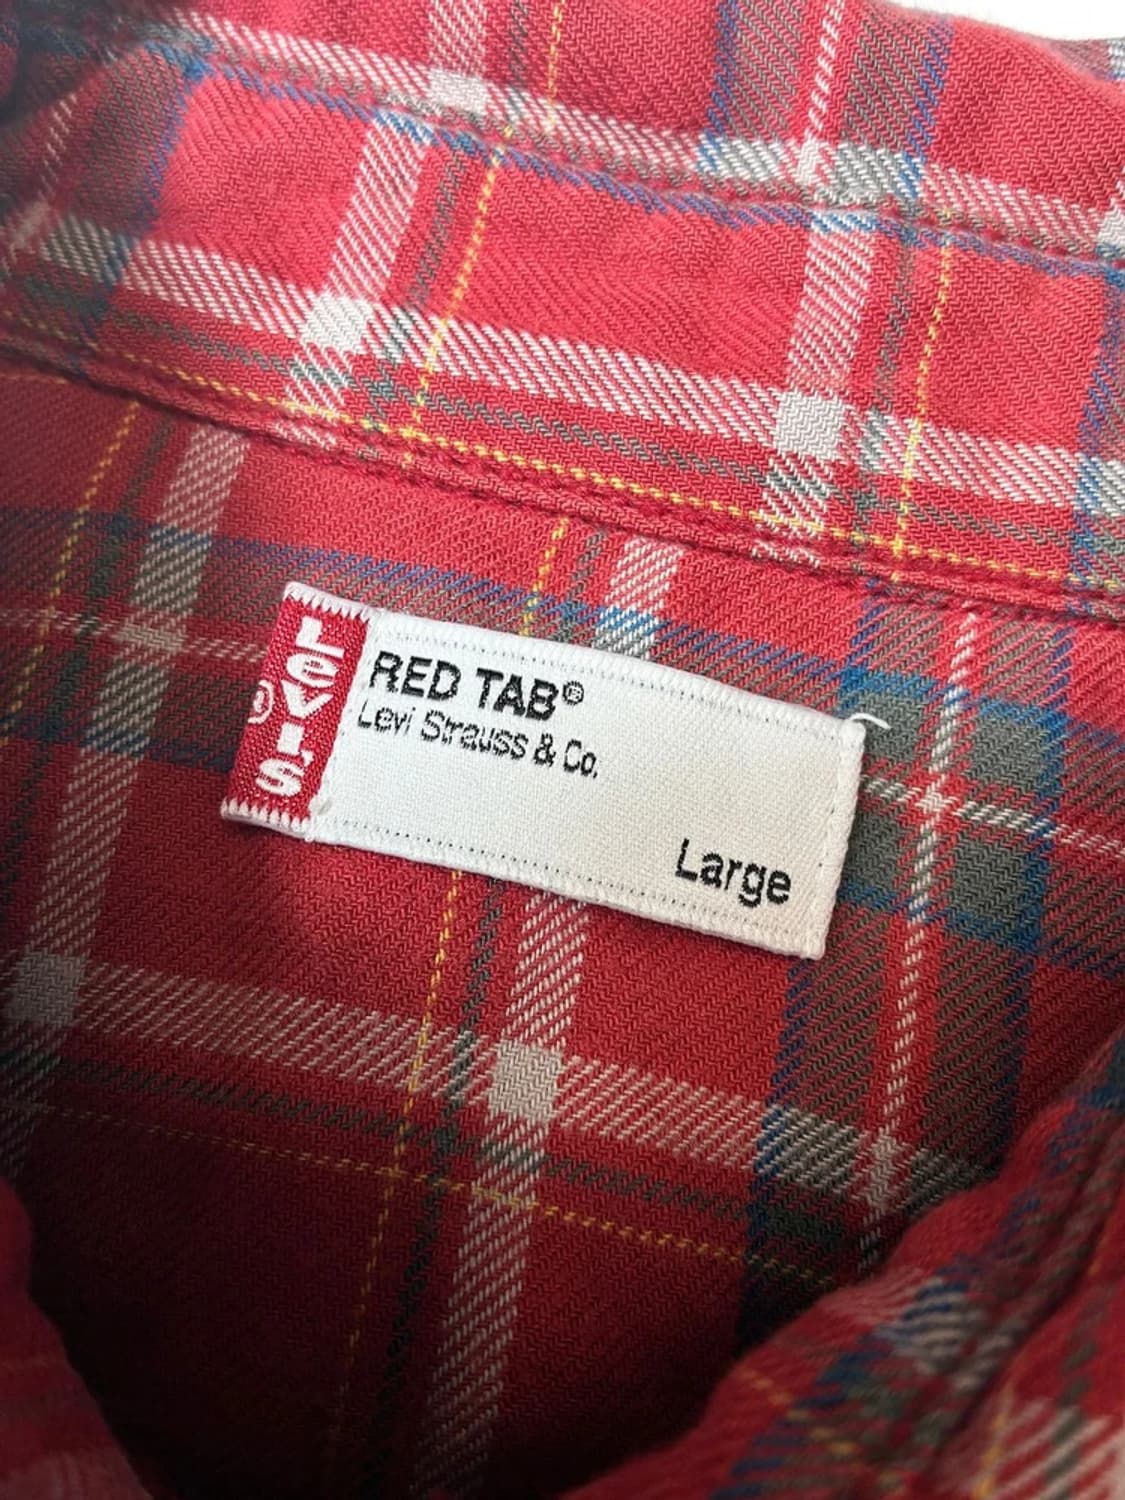 LEVI'S
®
RED TAB®
Levi Strauss & Co.
Large